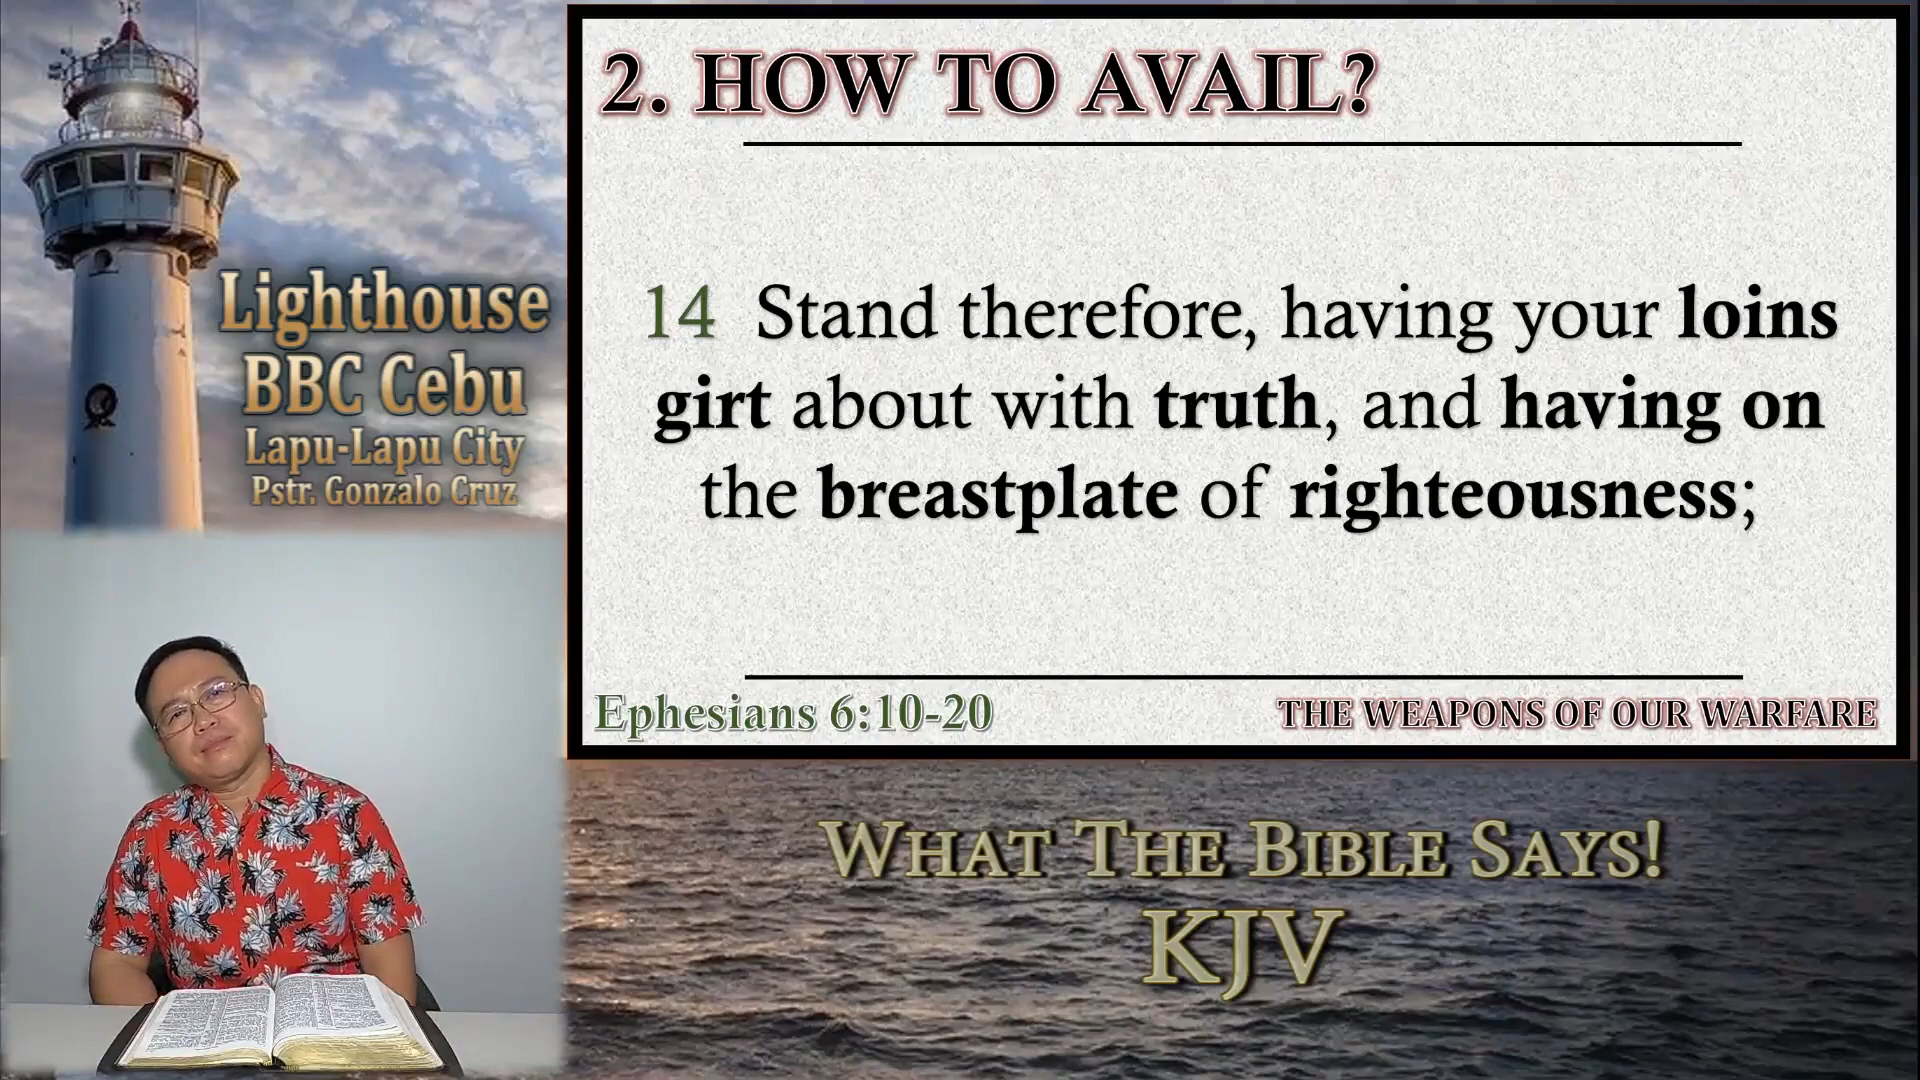 Lighthouse
BBC Cebu
Lapu-Lapu City
Pstr. Gonzalo Cruz
2. HOW TO AVAIL?
14 Stand therefore, having your loins
girt about with truth, and having on
the breastplate of righteousness;
Ephesians 6:10-20
THE WEAPONS OF OUR WARFARE
WHAT THE BIBLE SAYS!
KJV